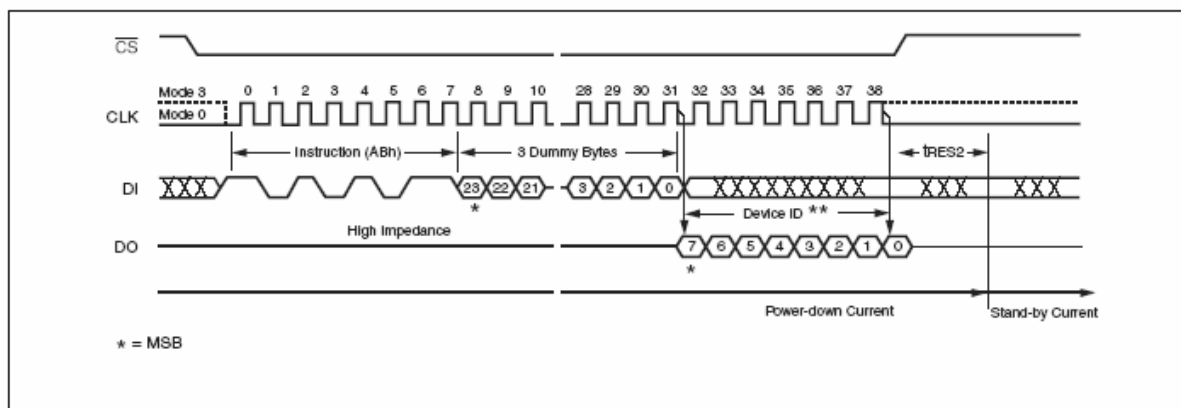 CS
Mode 3 0 1 2 3 4 5 6 7 8 9 10 28 29 30 31 32 33 34 35 36 37 38
CLK Mode 0
Instruction (ABh) 3 Dummy Bytes tRES2
DI 23 22 21 3 2 1 0
* Device ID **
High Impedance
DO 7 6 5 4 3 2 1 0
*
Power-down Current Stand-by Current
* = MSB